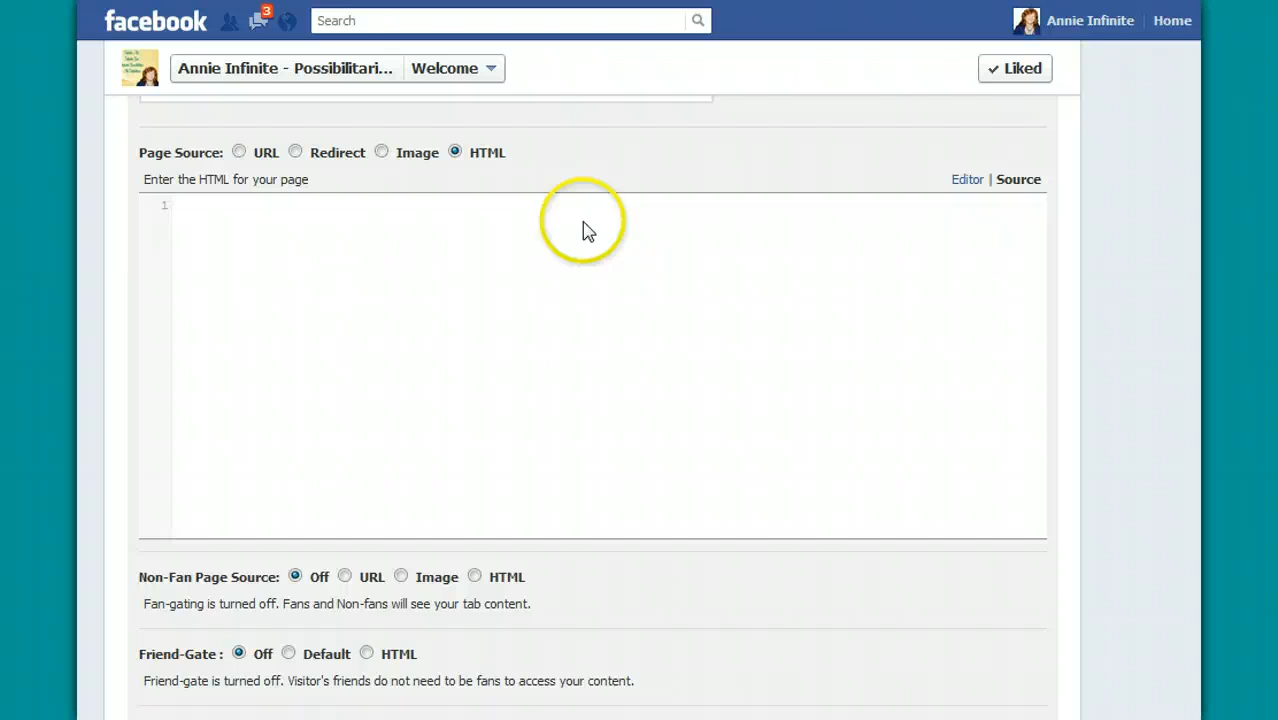 facebook 3 Search Annie Infinite Home
Annie Infinite - Possibilitari... Welcome Liked
Page Source: URL Redirect Image HTML
Enter the HTML for your page Editor | Source
1
Non-Fan Page Source: Off URL Image HTML
Fan-gating is turned off. Fans and Non-fans will see your tab content.
Friend-Gate : Off Default HTML
Friend-gate is turned off. Visitor's friends do not need to be fans to access your content.